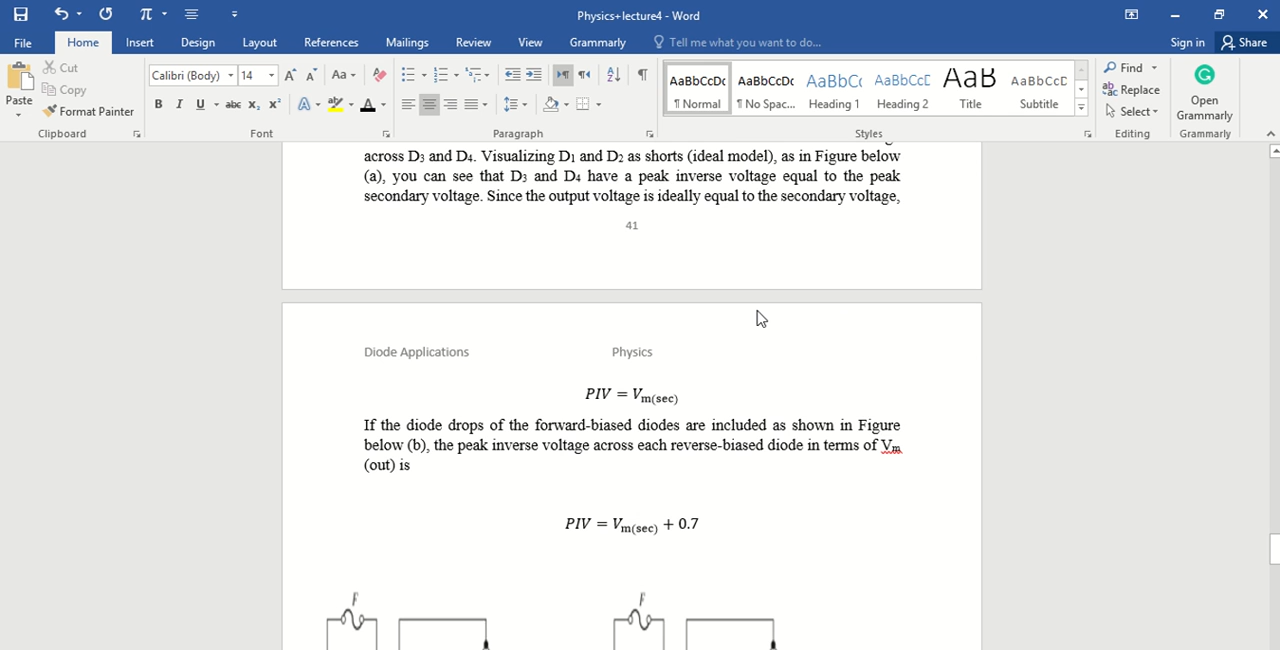 Physics+lecture4 - Word
File Home Insert Design Layout References Mailings Review View Grammarly Tell me what you want to do... Sign in Share
Paste Cut Copy Format Painter
Calibri (Body) 14 Aa
B I U abc x₂ x² A A
AaBbCcDc AaBbCcDc AaBbCc AaBbCcD AaB AaBbCcD
¶ Normal ¶ No Spac... Heading 1 Heading 2 Title Subtitle
Find Replace Select
Open Grammarly
Clipboard Font Paragraph Styles Editing Grammarly
across D₃ and D₄. Visualizing D₁ and D₂ as shorts (ideal model), as in Figure below
(a), you can see that D₃ and D₄ have a peak inverse voltage equal to the peak
secondary voltage. Since the output voltage is ideally equal to the secondary voltage,
41
Diode Applications Physics
PIV = Vm(sec)
If the diode drops of the forward-biased diodes are included as shown in Figure
below (b), the peak inverse voltage across each reverse-biased diode in terms of Vm
(out) is
PIV = Vm(sec) + 0.7
F F